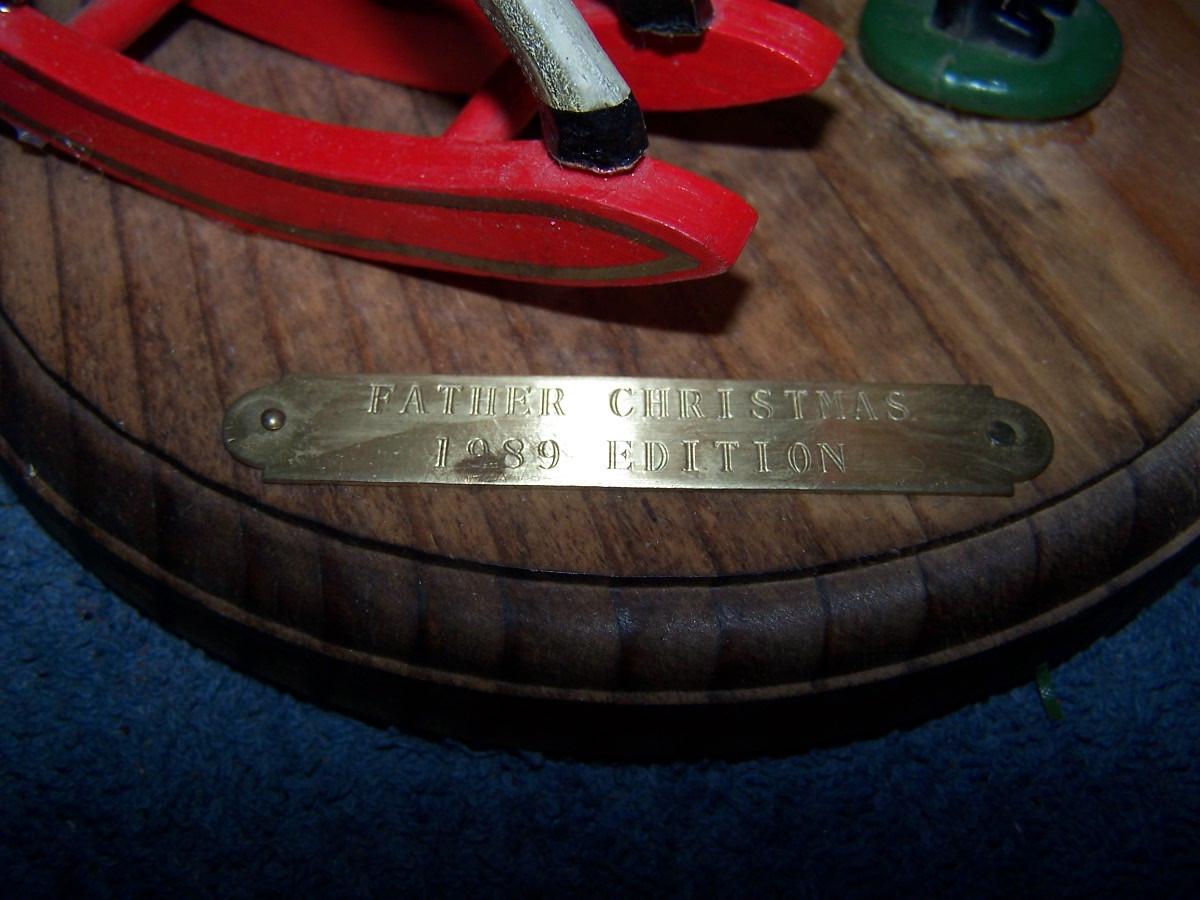 FATHER CHRISTMAS
1989 EDITION